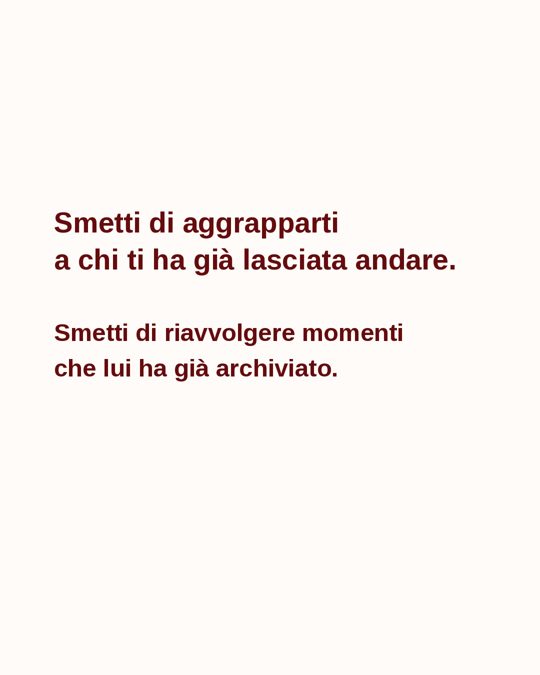 Smetti di aggrapparti
a chi ti ha già lasciata andare.
Smetti di riavvolgere momenti
che lui ha già archiviato.